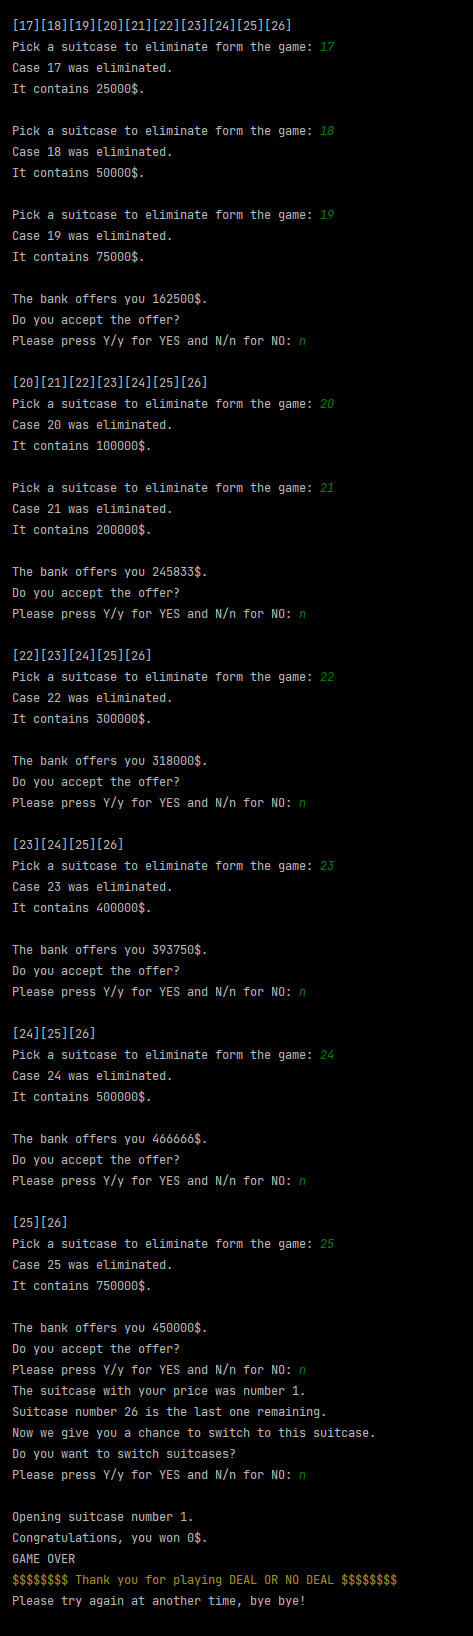 [17][18][19][20][21][22][23][24][25][26]
Pick a suitcase to eliminate form the game: 17
Case 17 was eliminated.
It contains 25000$.
Pick a suitcase to eliminate form the game: 18
Case 18 was eliminated.
It contains 50000$.
Pick a suitcase to eliminate form the game: 19
Case 19 was eliminated.
It contains 75000$.
The bank offers you 162500$.
Do you accept the offer?
Please press Y/y for YES and N/n for NO: n
[20][21][22][23][24][25][26]
Pick a suitcase to eliminate form the game: 20
Case 20 was eliminated.
It contains 100000$.
Pick a suitcase to eliminate form the game: 21
Case 21 was eliminated.
It contains 200000$.
The bank offers you 245833$.
Do you accept the offer?
Please press Y/y for YES and N/n for NO: n
[22][23][24][25][26]
Pick a suitcase to eliminate form the game: 22
Case 22 was eliminated.
It contains 300000$.
The bank offers you 318000$.
Do you accept the offer?
Please press Y/y for YES and N/n for NO: n
[23][24][25][26]
Pick a suitcase to eliminate form the game: 23
Case 23 was eliminated.
It contains 400000$.
The bank offers you 393750$.
Do you accept the offer?
Please press Y/y for YES and N/n for NO: n
[24][25][26]
Pick a suitcase to eliminate form the game: 24
Case 24 was eliminated.
It contains 500000$.
The bank offers you 466666$.
Do you accept the offer?
Please press Y/y for YES and N/n for NO: n
[25][26]
Pick a suitcase to eliminate form the game: 25
Case 25 was eliminated.
It contains 750000$.
The bank offers you 450000$.
Do you accept the offer?
Please press Y/y for YES and N/n for NO: n
The suitcase with your price was number 1.
Suitcase number 26 is the last one remaining.
Now we give you a chance to switch to this suitcase.
Do you want to switch suitcases?
Please press Y/y for YES and N/n for NO: n
Opening suitcase number 1.
Congratulations, you won 0$.
GAME OVER
$$$$$$$$ Thank you for playing DEAL OR NO DEAL $$$$$$$$
Please try again at another time, bye bye!